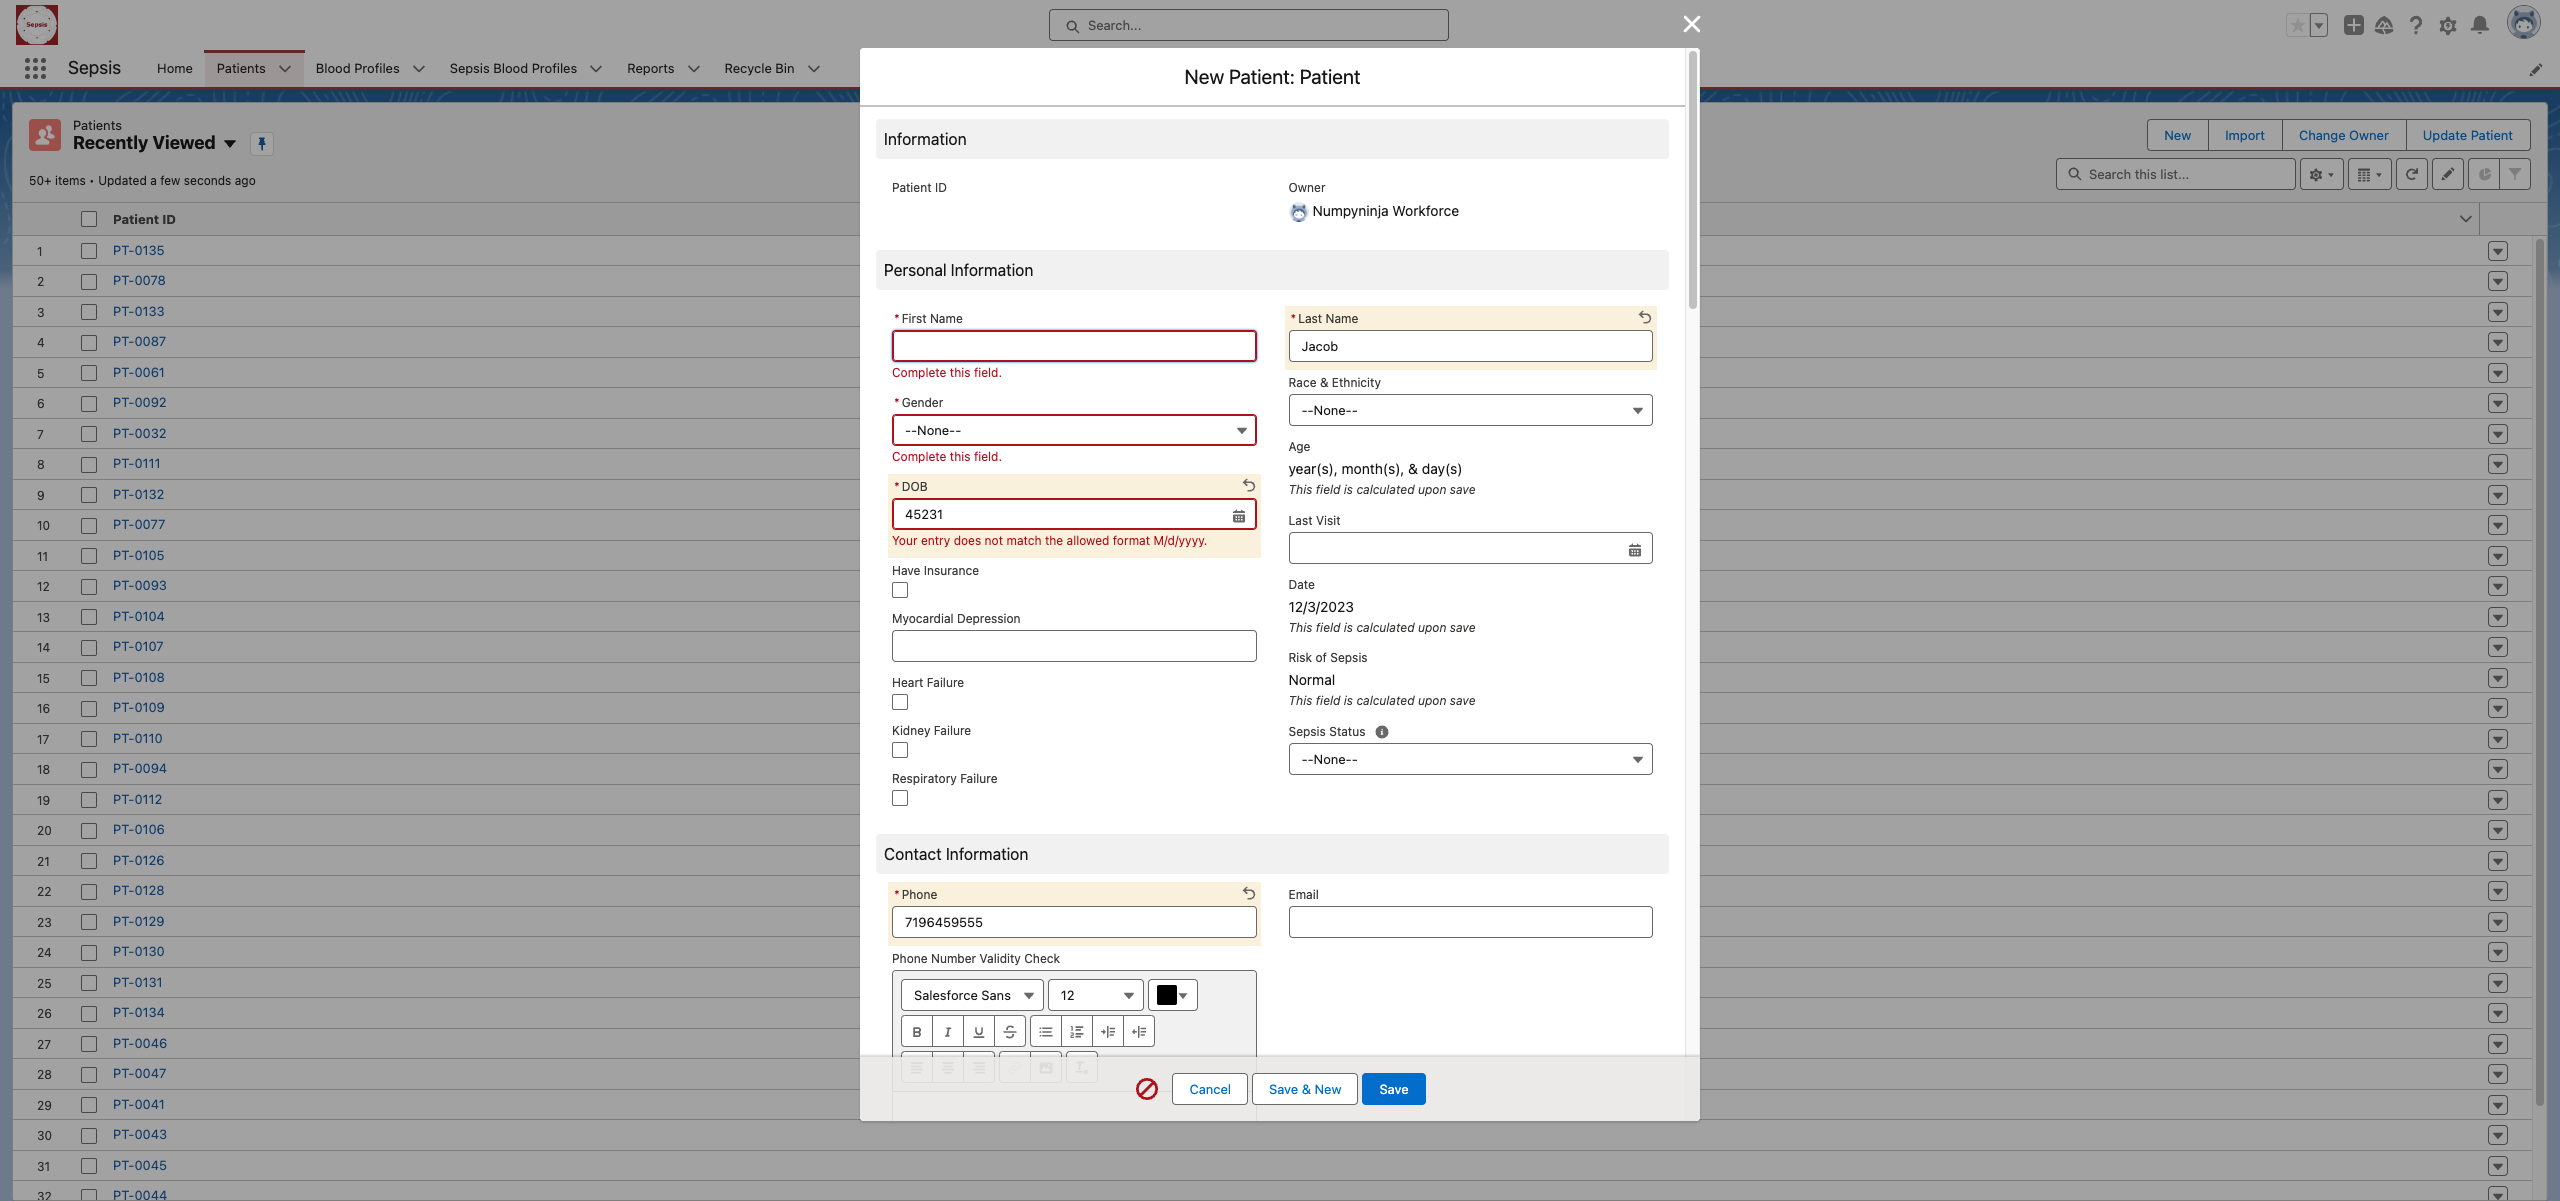 Sepsis
Search...
Sepsis
Home
Patients
Blood Profiles
Sepsis Blood Profiles
Reports
Recycle Bin
Patients
Recently Viewed
50+ items • Updated a few seconds ago
New
Import
Change Owner
Update Patient
Search this list...
Patient ID
1 PT-0135
2 PT-0078
3 PT-0133
4 PT-0087
5 PT-0061
6 PT-0092
7 PT-0032
8 PT-0111
9 PT-0132
10 PT-0077
11 PT-0105
12 PT-0093
13 PT-0104
14 PT-0107
15 PT-0108
16 PT-0109
17 PT-0110
18 PT-0094
19 PT-0112
20 PT-0106
21 PT-0126
22 PT-0128
23 PT-0129
24 PT-0130
25 PT-0131
26 PT-0134
27 PT-0046
28 PT-0047
29 PT-0041
30 PT-0043
31 PT-0045
32 PT-0044
New Patient: Patient
Information
Patient ID
Owner
Numpyninja Workforce
Personal Information
* First Name
Complete this field.
* Last Name
Jacob
* Gender
--None--
Complete this field.
Race & Ethnicity
--None--
* DOB
45231
Your entry does not match the allowed format M/d/yyyy.
Age
year(s), month(s), & day(s)
This field is calculated upon save
Have Insurance
Last Visit
Myocardial Depression
Date
12/3/2023
This field is calculated upon save
Heart Failure
Risk of Sepsis
Normal
This field is calculated upon save
Kidney Failure
Sepsis Status
--None--
Respiratory Failure
Contact Information
* Phone
7196459555
Email
Phone Number Validity Check
Salesforce Sans
12
B I U S
Cancel
Save & New
Save